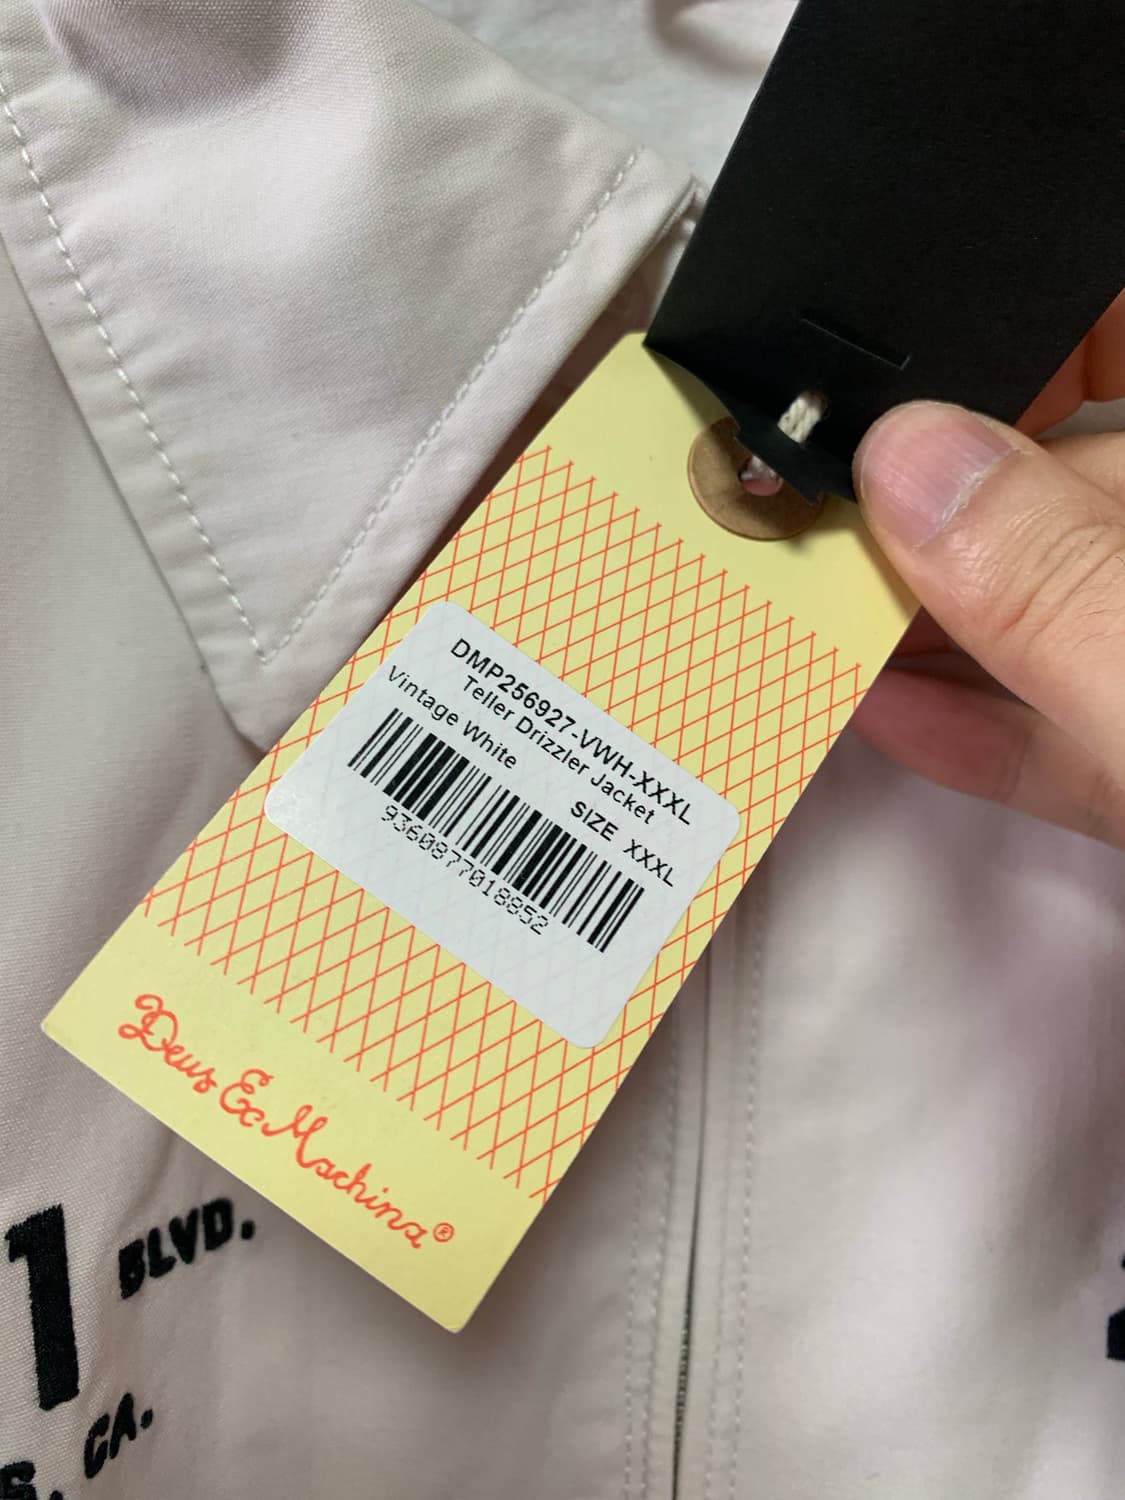 DMP256927-VWH-XXXL
Teller Drizzler Jacket
Vintage White
SIZE XXXL
9360877018852
Deus Ex Machina®
1 BLVD.
S. CA.